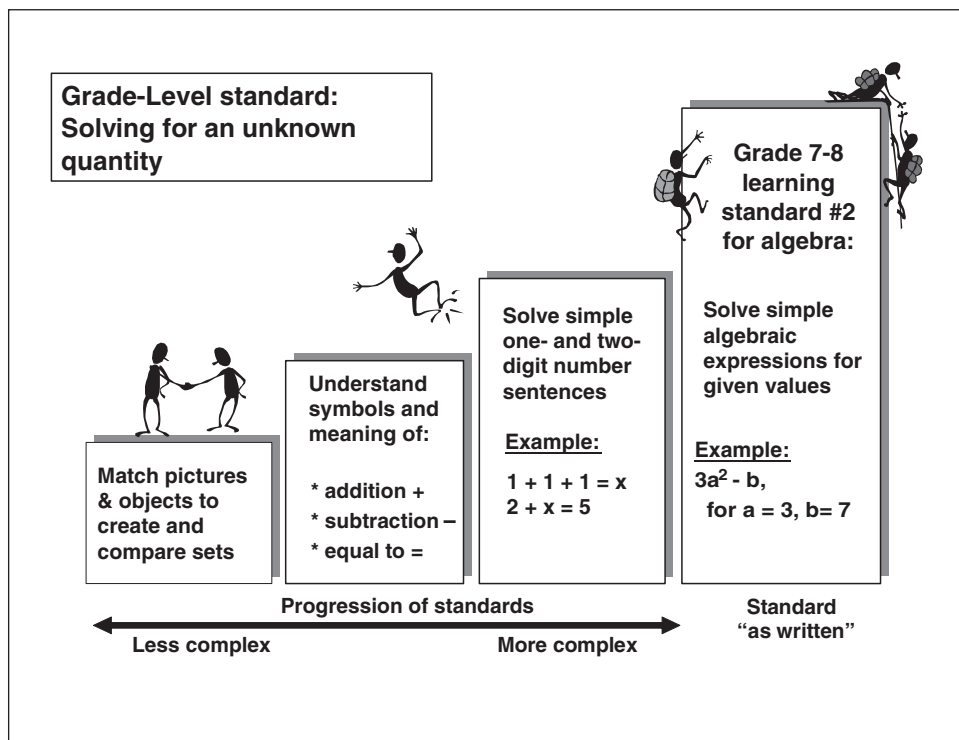 Grade-Level standard:
Solving for an unknown
quantity
Match pictures
& objects to
create and
compare sets
Understand
symbols and
meaning of:
* addition +
* subtraction –
* equal to =
Solve simple
one- and two-
digit number
sentences
Example:
1 + 1 + 1 = x
2 + x = 5
Grade 7-8
learning
standard #2
for algebra:
Solve simple
algebraic
expressions for
given values
Example:
3a² - b,
for a = 3, b= 7
Progression of standards
Less complex
More complex
Standard
“as written”